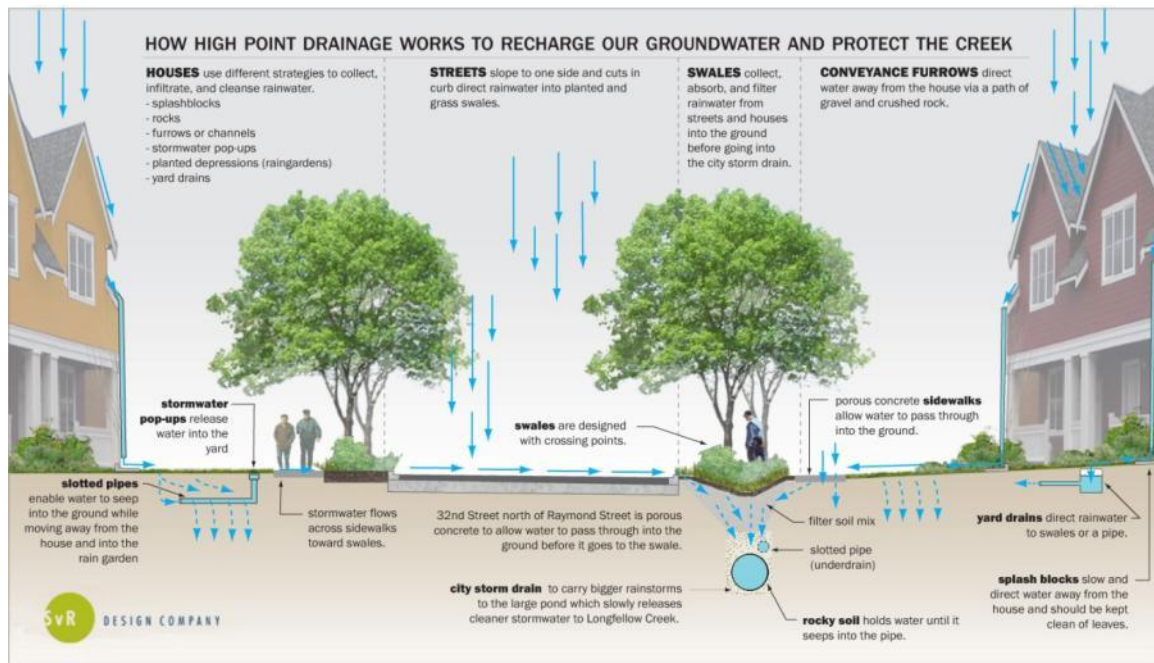 HOW HIGH POINT DRAINAGE WORKS TO RECHARGE OUR GROUNDWATER AND PROTECT THE CREEK
HOUSES use different strategies to collect,
infiltrate, and cleanse rainwater.
- splashblocks
- rocks
- furrows or channels
- stormwater pop-ups
- planted depressions (raingardens)
- yard drains
STREETS slope to one side and cuts in
curb direct rainwater into planted and
grass swales.
SWALES collect,
absorb, and filter
rainwater from
streets and houses
into the ground
before going into
the city storm drain.
CONVEYANCE FURROWS direct
water away from the house via a path of
gravel and crushed rock.
stormwater
pop-ups release
water into the
yard
swales are designed
with crossing points.
porous concrete sidewalks
allow water to pass through
into the ground.
slotted pipes
enable water to seep
into the ground while
moving away from the
house and into the
rain garden
stormwater flows
across sidewalks
toward swales.
32nd Street north of Raymond Street is porous
concrete to allow water to pass through into the
ground before it goes to the swale.
filter soil mix
slotted pipe
(underdrain)
yard drains direct rainwater
to swales or a pipe.
city storm drain to carry bigger rainstorms
to the large pond which slowly releases
cleaner stormwater to Longfellow Creek.
rocky soil holds water until it
seeps into the pipe.
splash blocks slow and
direct water away from the
house and should be kept
clean of leaves.
SvR DESIGN COMPANY